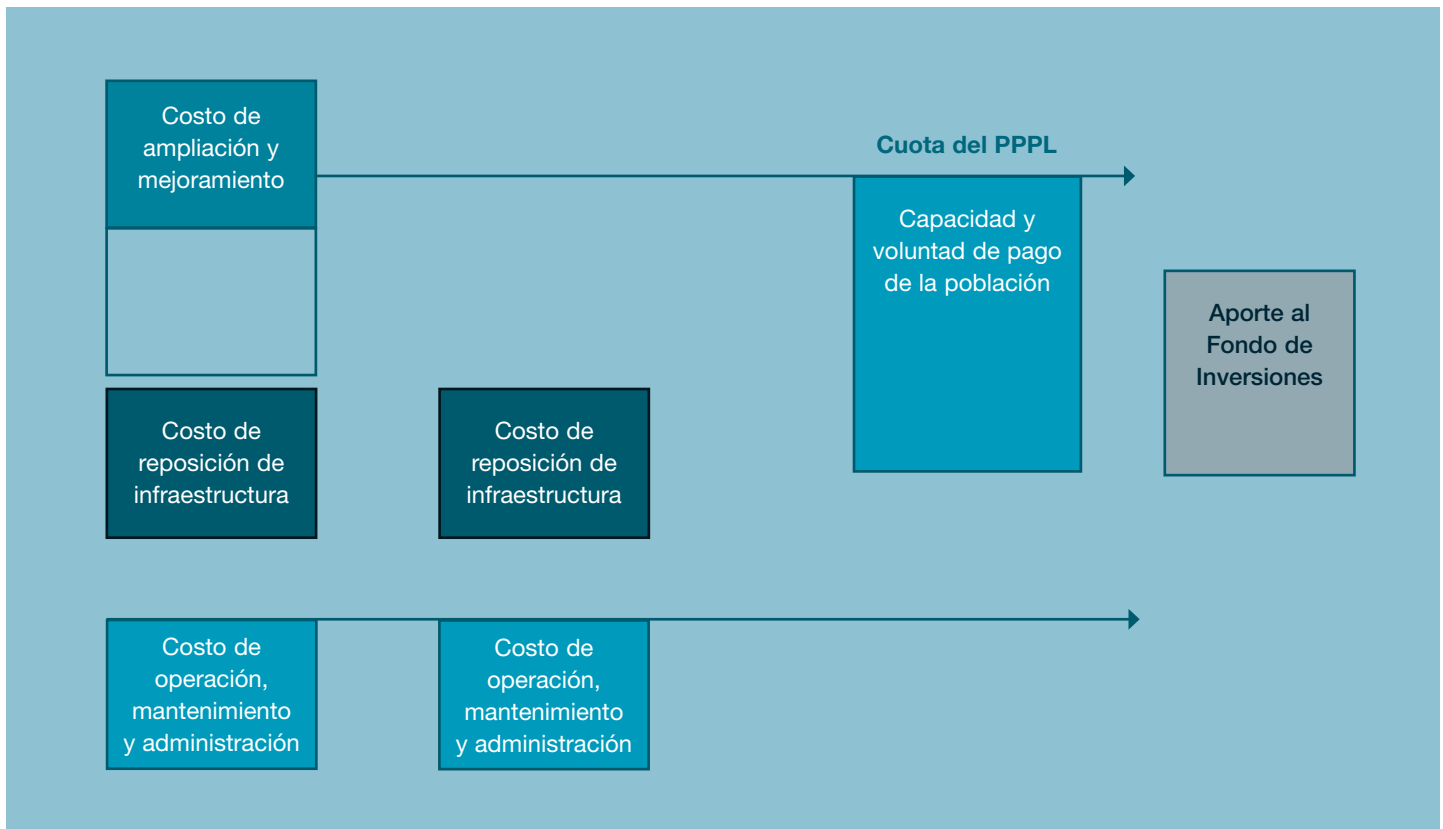 Costo de
ampliación y
mejoramiento
Cuota del PPPL
Capacidad y
voluntad de pago
de la población
Aporte al
Fondo de
Inversiones
Costo de
reposición de
infraestructura
Costo de
reposición de
infraestructura
Costo de
operación,
mantenimiento
y administración
Costo de
operación,
mantenimiento
y administración